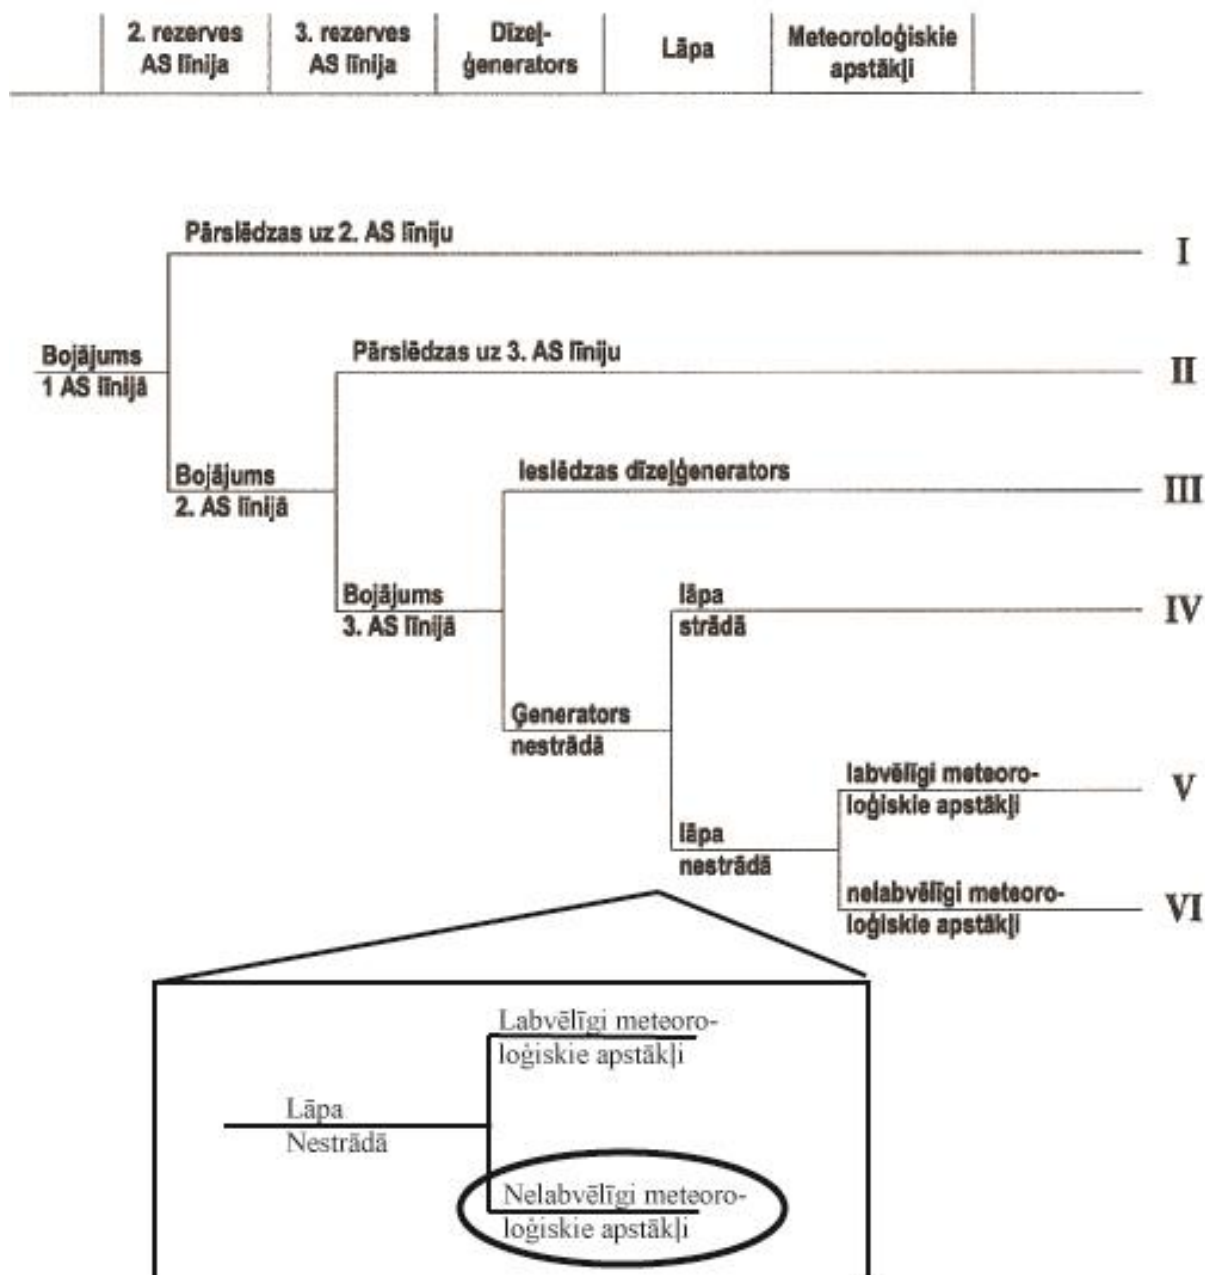 2. rezerves
AS līnija
3. rezerves
AS līnija
Dīzeļ-
ģenerators
Lāpa
Meteoroloģiskie
apstākļi
Pārslēdzas uz 2. AS līniju
I
Bojājums
1 AS līnijā
Pārslēdzas uz 3. AS līniju
II
Bojājums
2. AS līnijā
Ieslēdzas dīzeļģenerators
III
Bojājums
3. AS līnijā
lāpa
strādā
IV
Ģenerators
nestrādā
labvēlīgi meteoro-
loģiskie apstākļi
V
lāpa
nestrādā
nelabvēlīgi meteoro-
loģiskie apstākļi
VI
Labvēlīgi meteoro-
loģiskie apstākļi
Lāpa
Nestrādā
Nelabvēlīgi meteoro-
loģiskie apstākļi